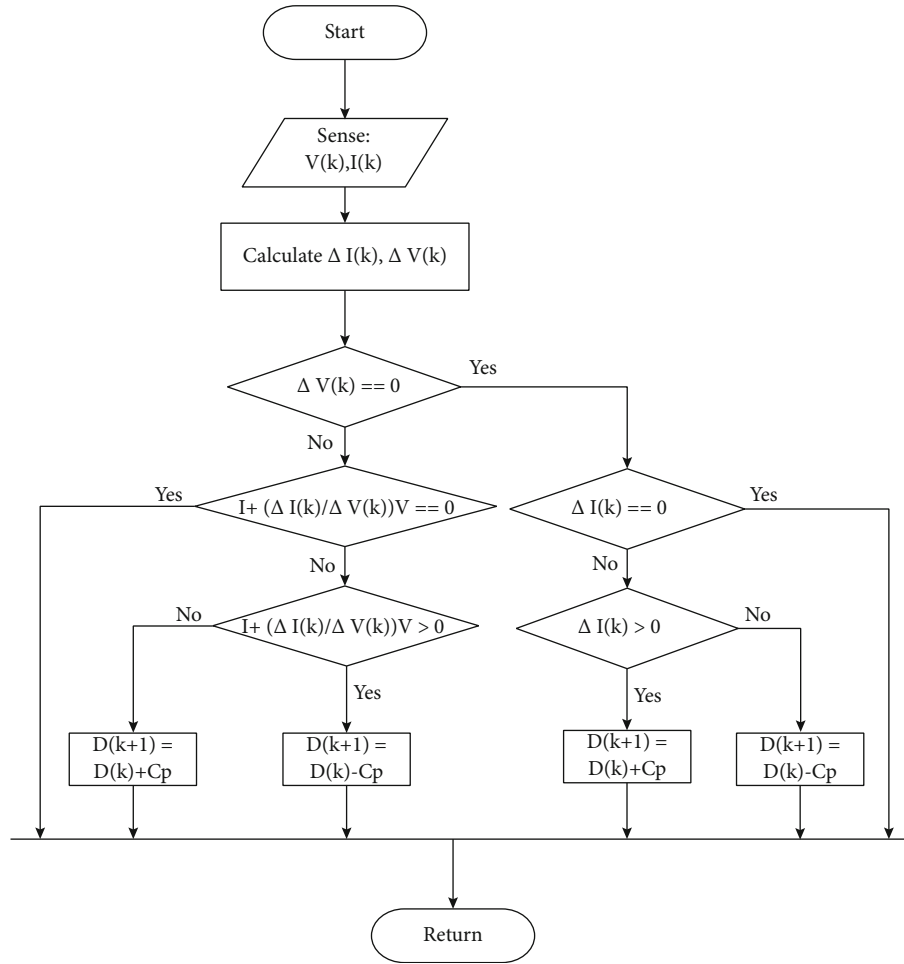 Start
Sense:
V(k),I(k)
Calculate Δ I(k), Δ V(k)
Δ V(k) == 0
Yes
No
Yes
I+ (Δ I(k)/Δ V(k))V == 0
Δ I(k) == 0
Yes
No
No
No
I+ (Δ I(k)/Δ V(k))V > 0
Δ I(k) > 0
No
Yes
Yes
D(k+1) =
D(k)+Cp
D(k+1) =
D(k)-Cp
D(k+1) =
D(k)+Cp
D(k+1) =
D(k)-Cp
Return